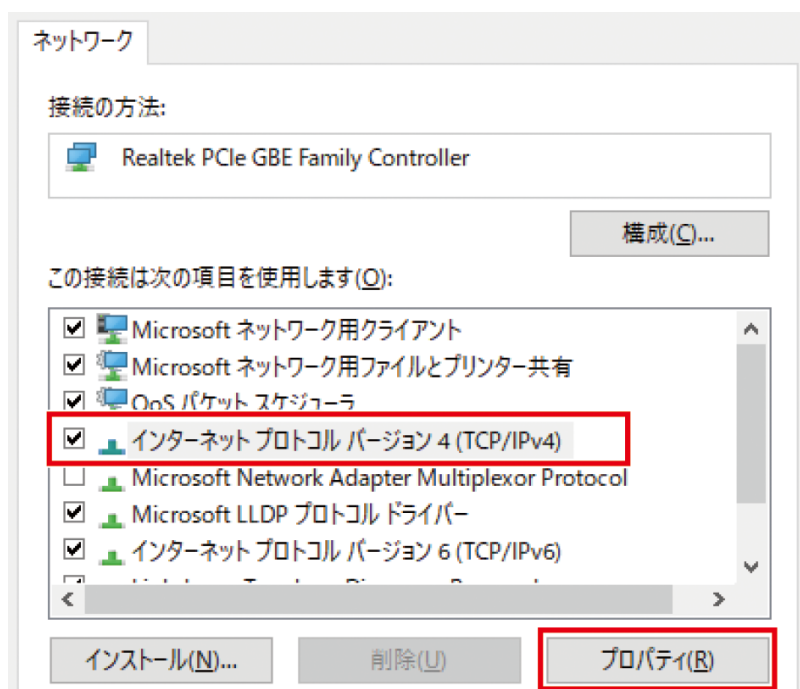 ネットワーク
接続の方法:
Realtek PCIe GBE Family Controller
構成(C)...
この接続は次の項目を使用します(O):
Microsoft ネットワーク用クライアント
Microsoft ネットワーク用ファイルとプリンター共有
QoS パケット スケジューラ
インターネット プロトコル バージョン 4 (TCP/IPv4)
Microsoft Network Adapter Multiplexor Protocol
Microsoft LLDP プロトコル ドライバー
インターネット プロトコル バージョン 6 (TCP/IPv6)
インストール(N)...
削除(U)
プロパティ(R)